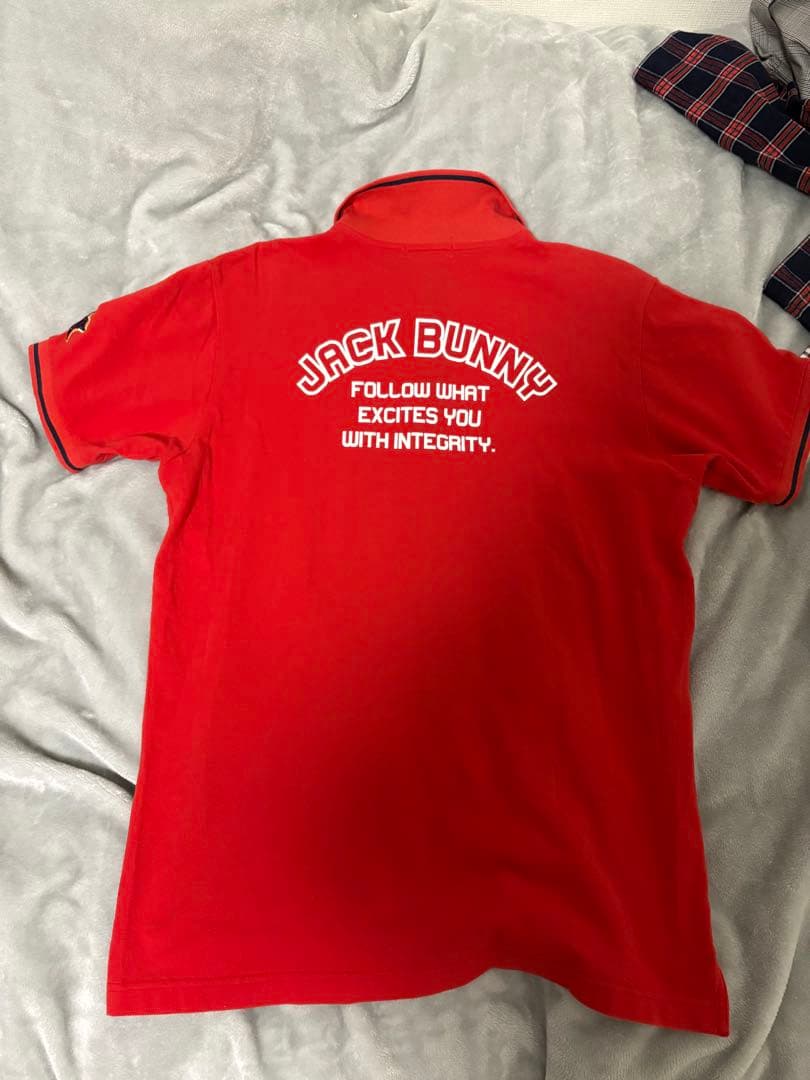 JACK BUNNY
FOLLOW WHAT
EXCITES YOU
WITH INTEGRITY.